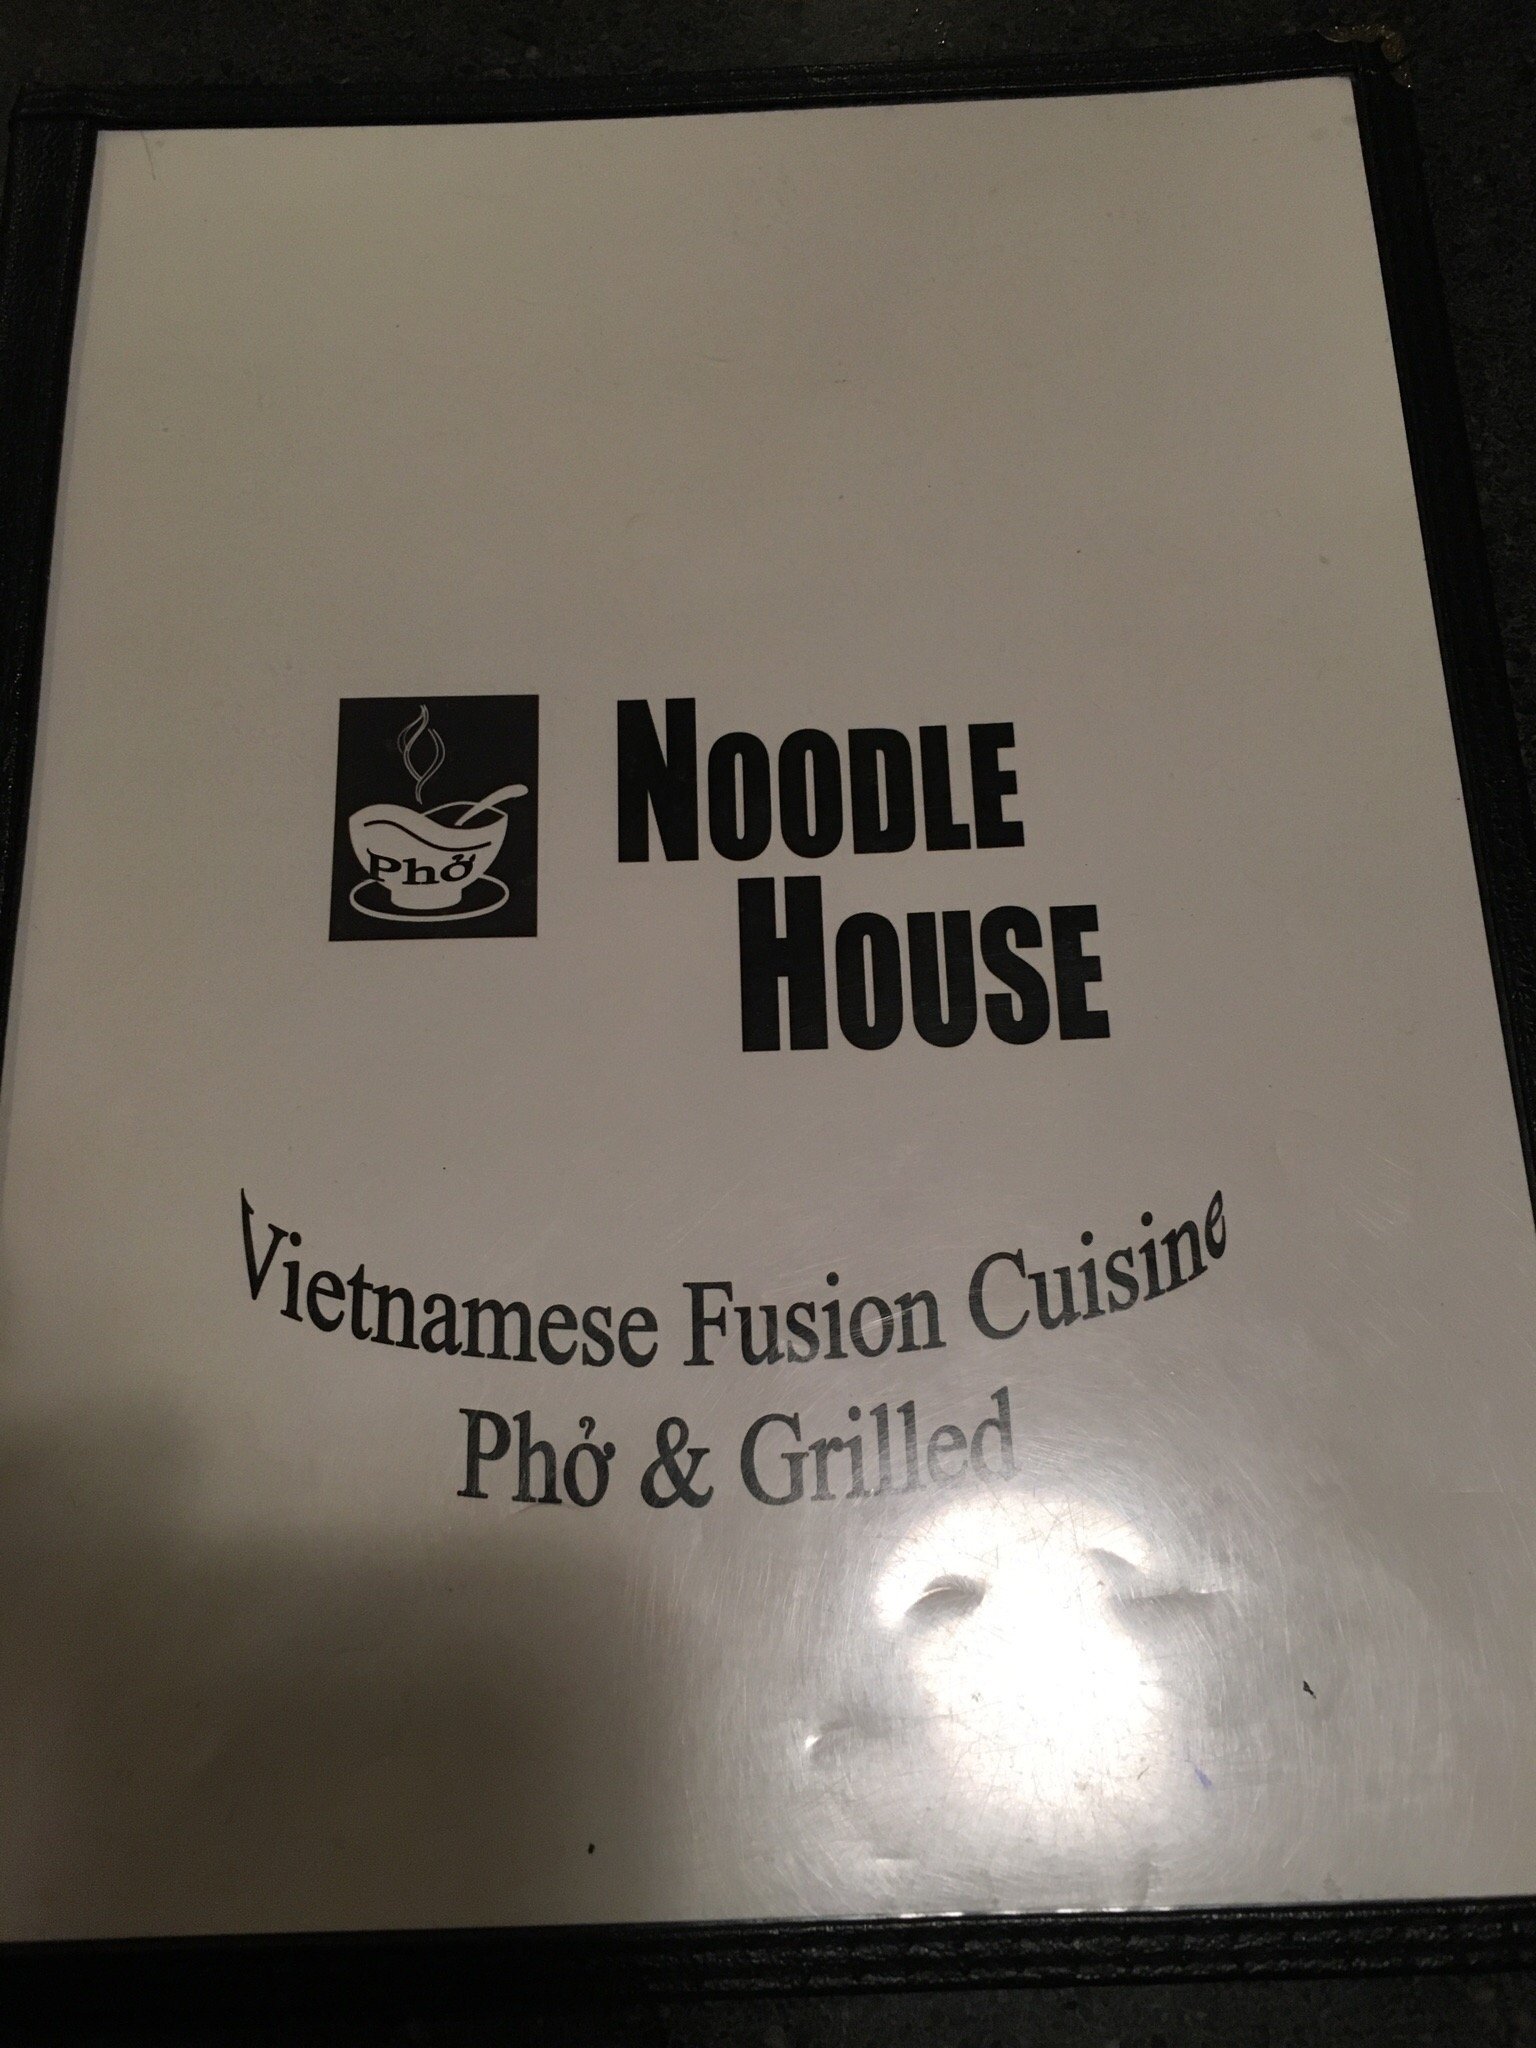 Phở
NOODLE
HOUSE
Vietnamese Fusion Cuisine
Phở & Grilled